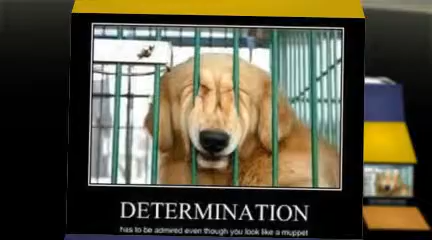 DETERMINATION
has to be admired even though you look like a muppet